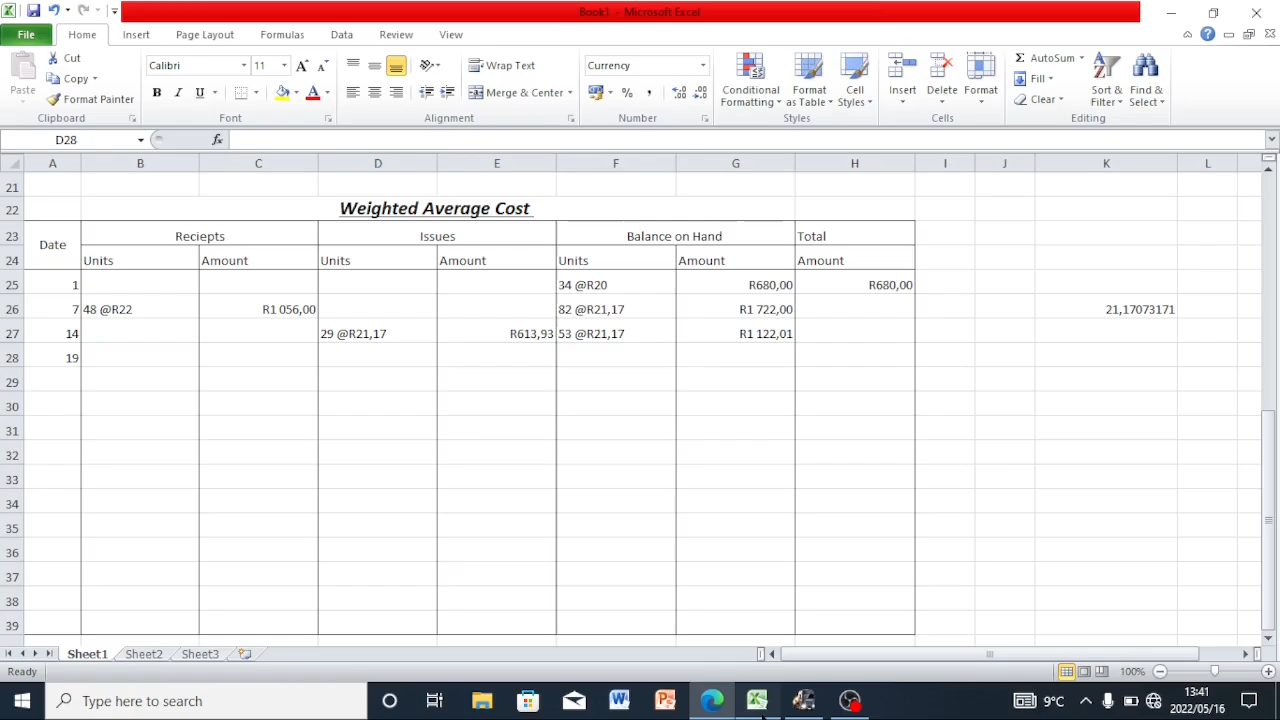 Book1 - Microsoft Excel
File Home Insert Page Layout Formulas Data Review View
Paste Cut Copy Format Painter Clipboard
Calibri 11 A A B I U A Font
Wrap Text Merge & Center Alignment
Currency % , Number
Conditional Formatting Format as Table Cell Styles Styles
Insert Delete Format Cells
Σ AutoSum Fill Clear Sort & Filter Find & Select Editing
D28 fx
A B C D E F G H I J K L
21
22 Weighted Average Cost
23 Date Reciepts Issues Balance on Hand Total
24 Units Amount Units Amount Units Amount Amount
25 1 34 @R20 R680,00 R680,00
26 7 48 @R22 R1 056,00 82 @R21,17 R1 722,00 21,17073171
27 14 29 @R21,17 R613,93 53 @R21,17 R1 122,01
28 19
29
30
31
32
33
34
35
36
37
38
39
Sheet1 Sheet2 Sheet3
Ready 100%
Type here to search 9°C 13:41
2022/05/16